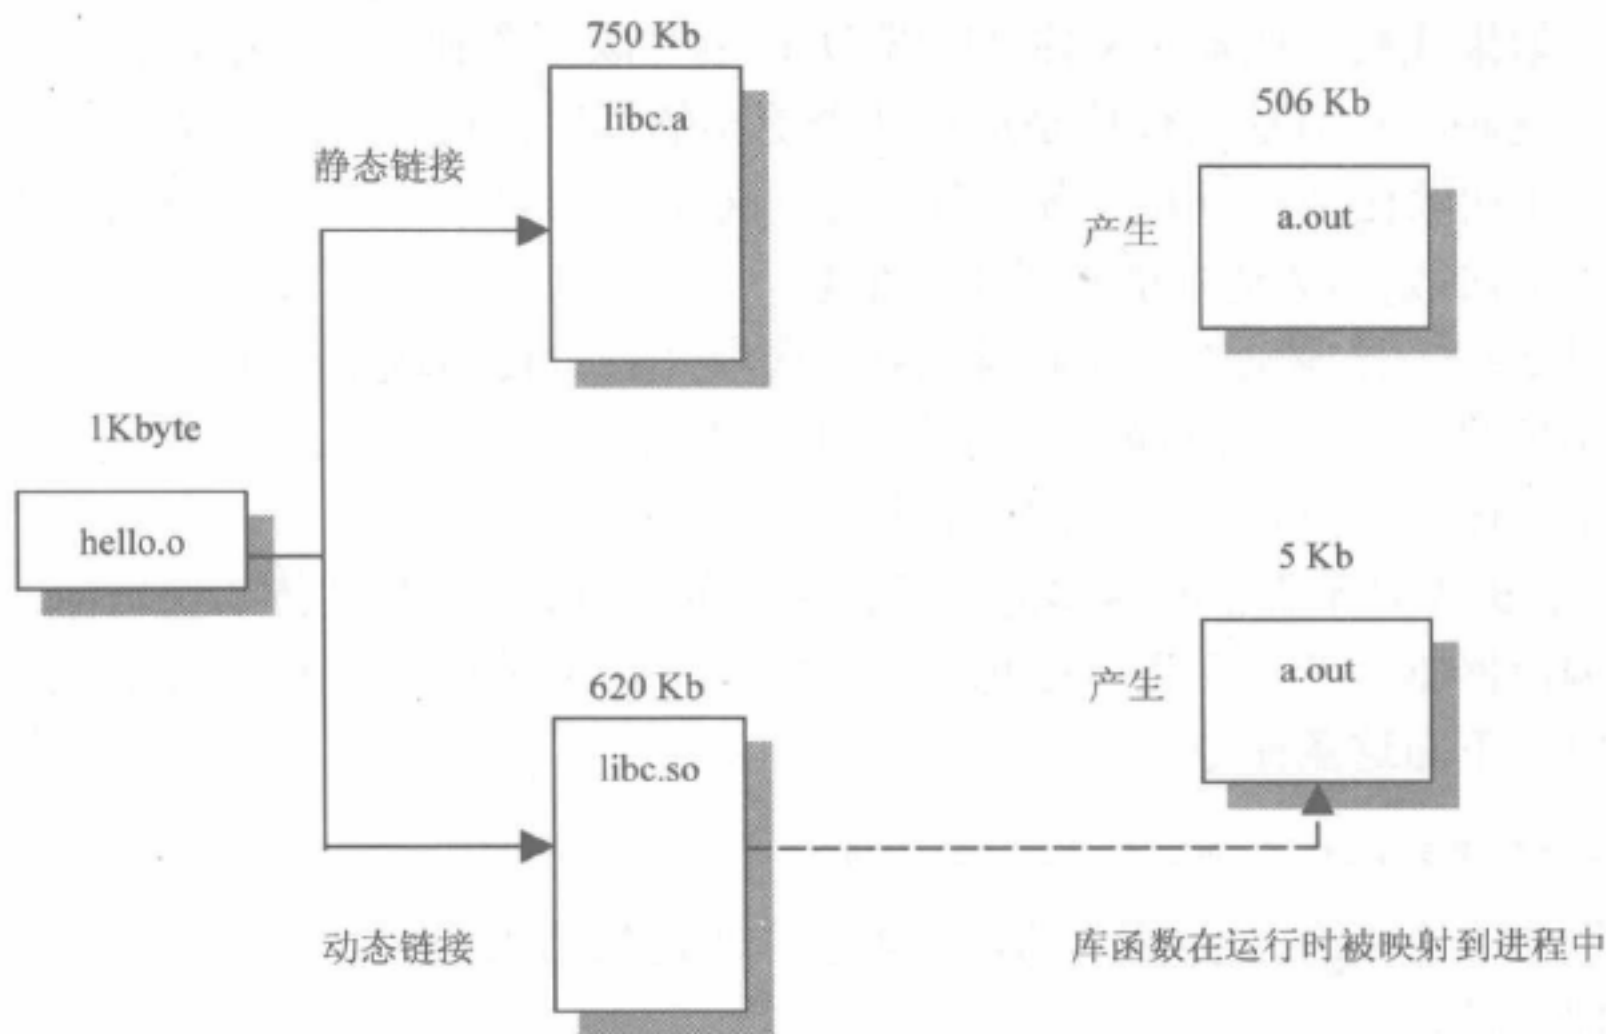 750 Kb
libc.a
静态链接
506 Kb
a.out
产生
1Kbyte
hello.o
5 Kb
a.out
产生
620 Kb
libc.so
动态链接
库函数在运行时被映射到进程中